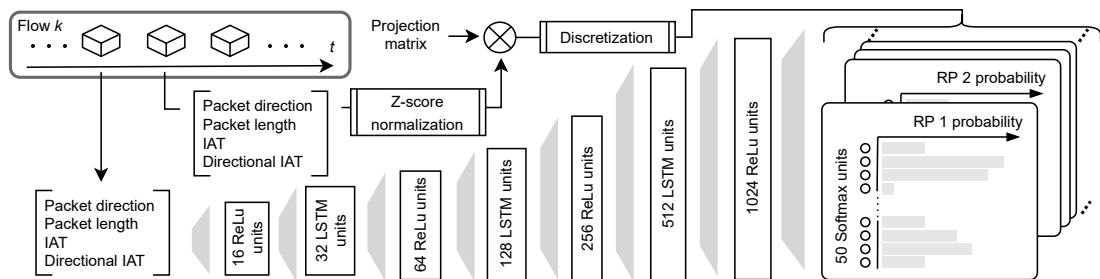 Flow k
. . .
. . .
t
Projection
matrix
Discretization
Packet direction
Packet length
IAT
Directional IAT
Z-score
normalization
Packet direction
Packet length
IAT
Directional IAT
16 ReLu
units
32 LSTM
units
64 ReLu units
128 LSTM units
256 ReLu units
512 LSTM units
1024 ReLu units
RP 2 probability
RP 1 probability
50 Softmax units